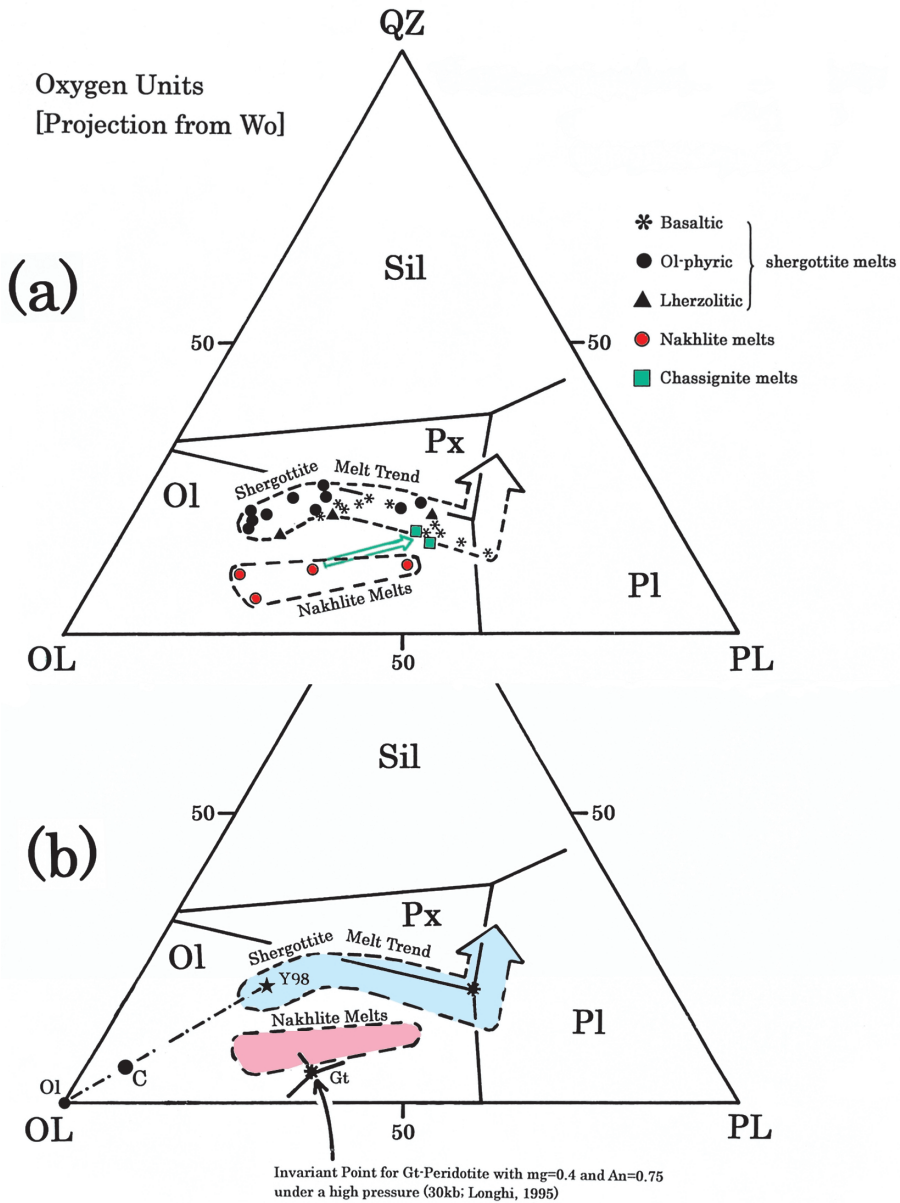 QZ
Oxygen Units
[Projection from Wo]
(a)
Sil
* Basaltic
Ol-phyric
shergottite melts
Lherzolitic
Nakhlite melts
Chassignite melts
50
50
Px
Ol
Shergottite Melt Trend
Nakhlite Melts
Pl
OL
50
PL
(b)
Sil
50
50
Px
Ol
Shergottite Melt Trend
Y98
Nakhlite Melts
Pl
Ol
C
Gt
OL
50
PL
Invariant Point for Gt-Peridotite with mg=0.4 and An=0.75
under a high pressure (30kb; Longhi, 1995)